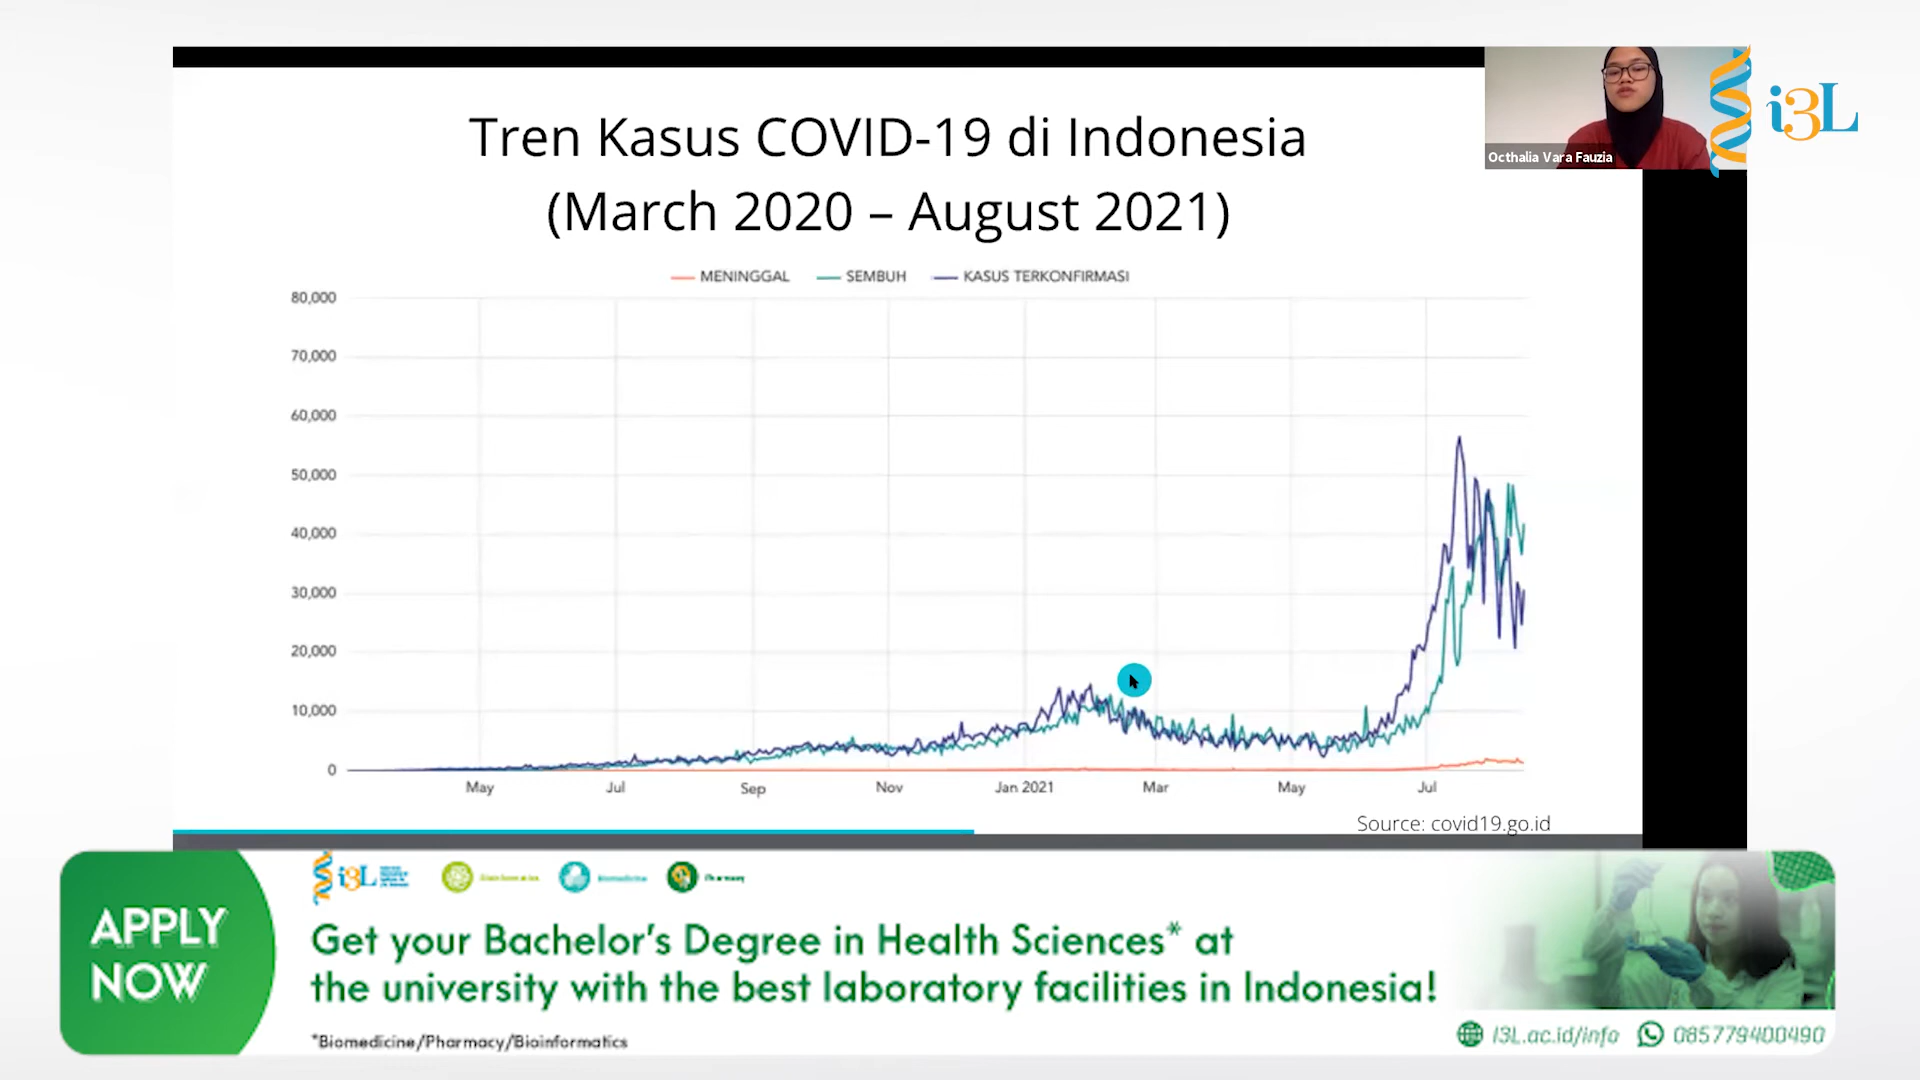 Tren Kasus COVID-19 di Indonesia
(March 2020 – August 2021)
i3L
Octhalia Vara Fauzia
MENINGGAL SEMBUH KASUS TERKONFIRMASI
80,000
70,000
60,000
50,000
40,000
30,000
20,000
10,000
0
May Jul Sep Nov Jan 2021 Mar May Jul
Source: covid19.go.id
APPLY
NOW
i3L
Biomedicine Pharmacy
Get your Bachelor's Degree in Health Sciences* at
the university with the best laboratory facilities in Indonesia!
*Biomedicine/Pharmacy/Bioinformatics
i3L.ac.id/info 085779400490